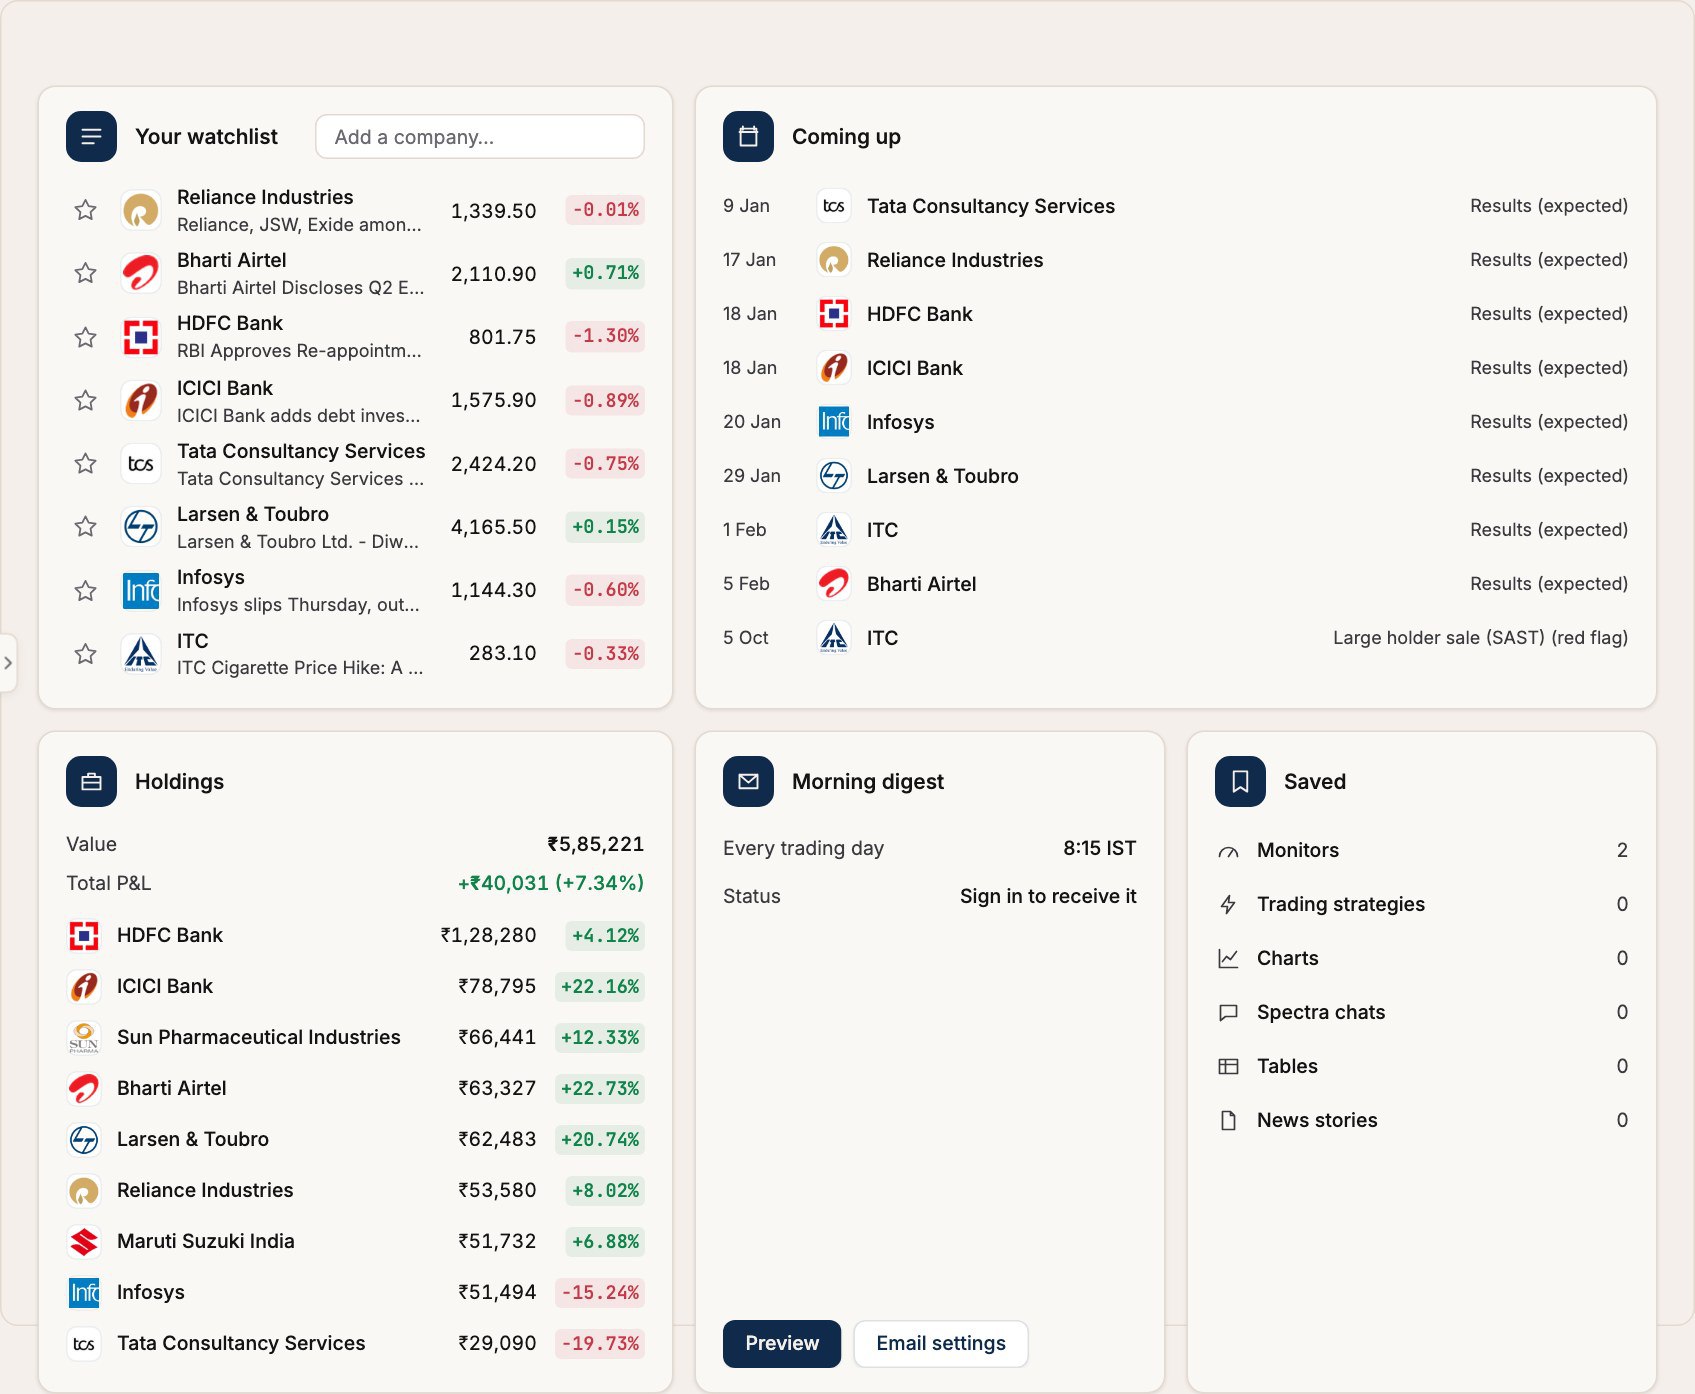 Your watchlist
Add a company...
Reliance Industries
Reliance, JSW, Exide amon...
1,339.50
-0.01%
Bharti Airtel
Bharti Airtel Discloses Q2 E...
2,110.90
+0.71%
HDFC Bank
RBI Approves Re-appointm...
801.75
-1.30%
ICICI Bank
ICICI Bank adds debt inves...
1,575.90
-0.89%
tcs
Tata Consultancy Services
Tata Consultancy Services ...
2,424.20
-0.75%
Larsen & Toubro
Larsen & Toubro Ltd. - Diw...
4,165.50
+0.15%
Info
Infosys
Infosys slips Thursday, out...
1,144.30
-0.60%
ITC
ITC Cigarette Price Hike: A ...
283.10
-0.33%
Coming up
9 Jan
tcs
Tata Consultancy Services
Results (expected)
17 Jan
Reliance Industries
Results (expected)
18 Jan
HDFC Bank
Results (expected)
18 Jan
ICICI Bank
Results (expected)
20 Jan
Info
Infosys
Results (expected)
29 Jan
Larsen & Toubro
Results (expected)
1 Feb
ITC
Results (expected)
5 Feb
Bharti Airtel
Results (expected)
5 Oct
ITC
Large holder sale (SAST) (red flag)
Holdings
Value
₹5,85,221
Total P&L
+₹40,031 (+7.34%)
HDFC Bank
₹1,28,280
+4.12%
ICICI Bank
₹78,795
+22.16%
SUN
PHARMA
Sun Pharmaceutical Industries
₹66,441
+12.33%
Bharti Airtel
₹63,327
+22.73%
Larsen & Toubro
₹62,483
+20.74%
Reliance Industries
₹53,580
+8.02%
Maruti Suzuki India
₹51,732
+6.88%
Info
Infosys
₹51,494
-15.24%
tcs
Tata Consultancy Services
₹29,090
-19.73%
Morning digest
Every trading day
8:15 IST
Status
Sign in to receive it
Preview
Email settings
Saved
Monitors
2
Trading strategies
0
Charts
0
Spectra chats
0
Tables
0
News stories
0